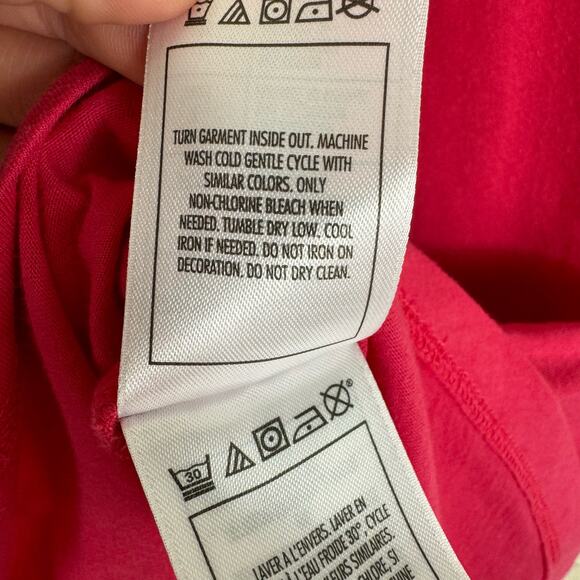 TURN GARMENT INSIDE OUT. MACHINE
WASH COLD GENTLE CYCLE WITH
SIMILAR COLORS. ONLY
NON-CHLORINE BLEACH WHEN
NEEDED. TUMBLE DRY LOW. COOL
IRON IF NEEDED. DO NOT IRON ON
DECORATION. DO NOT DRY CLEAN.
30
®
LAVER A L'ENVERS. LAVER EN
L'EAU FROIDE 30° CYCLE
SIMILAIRES.
SI